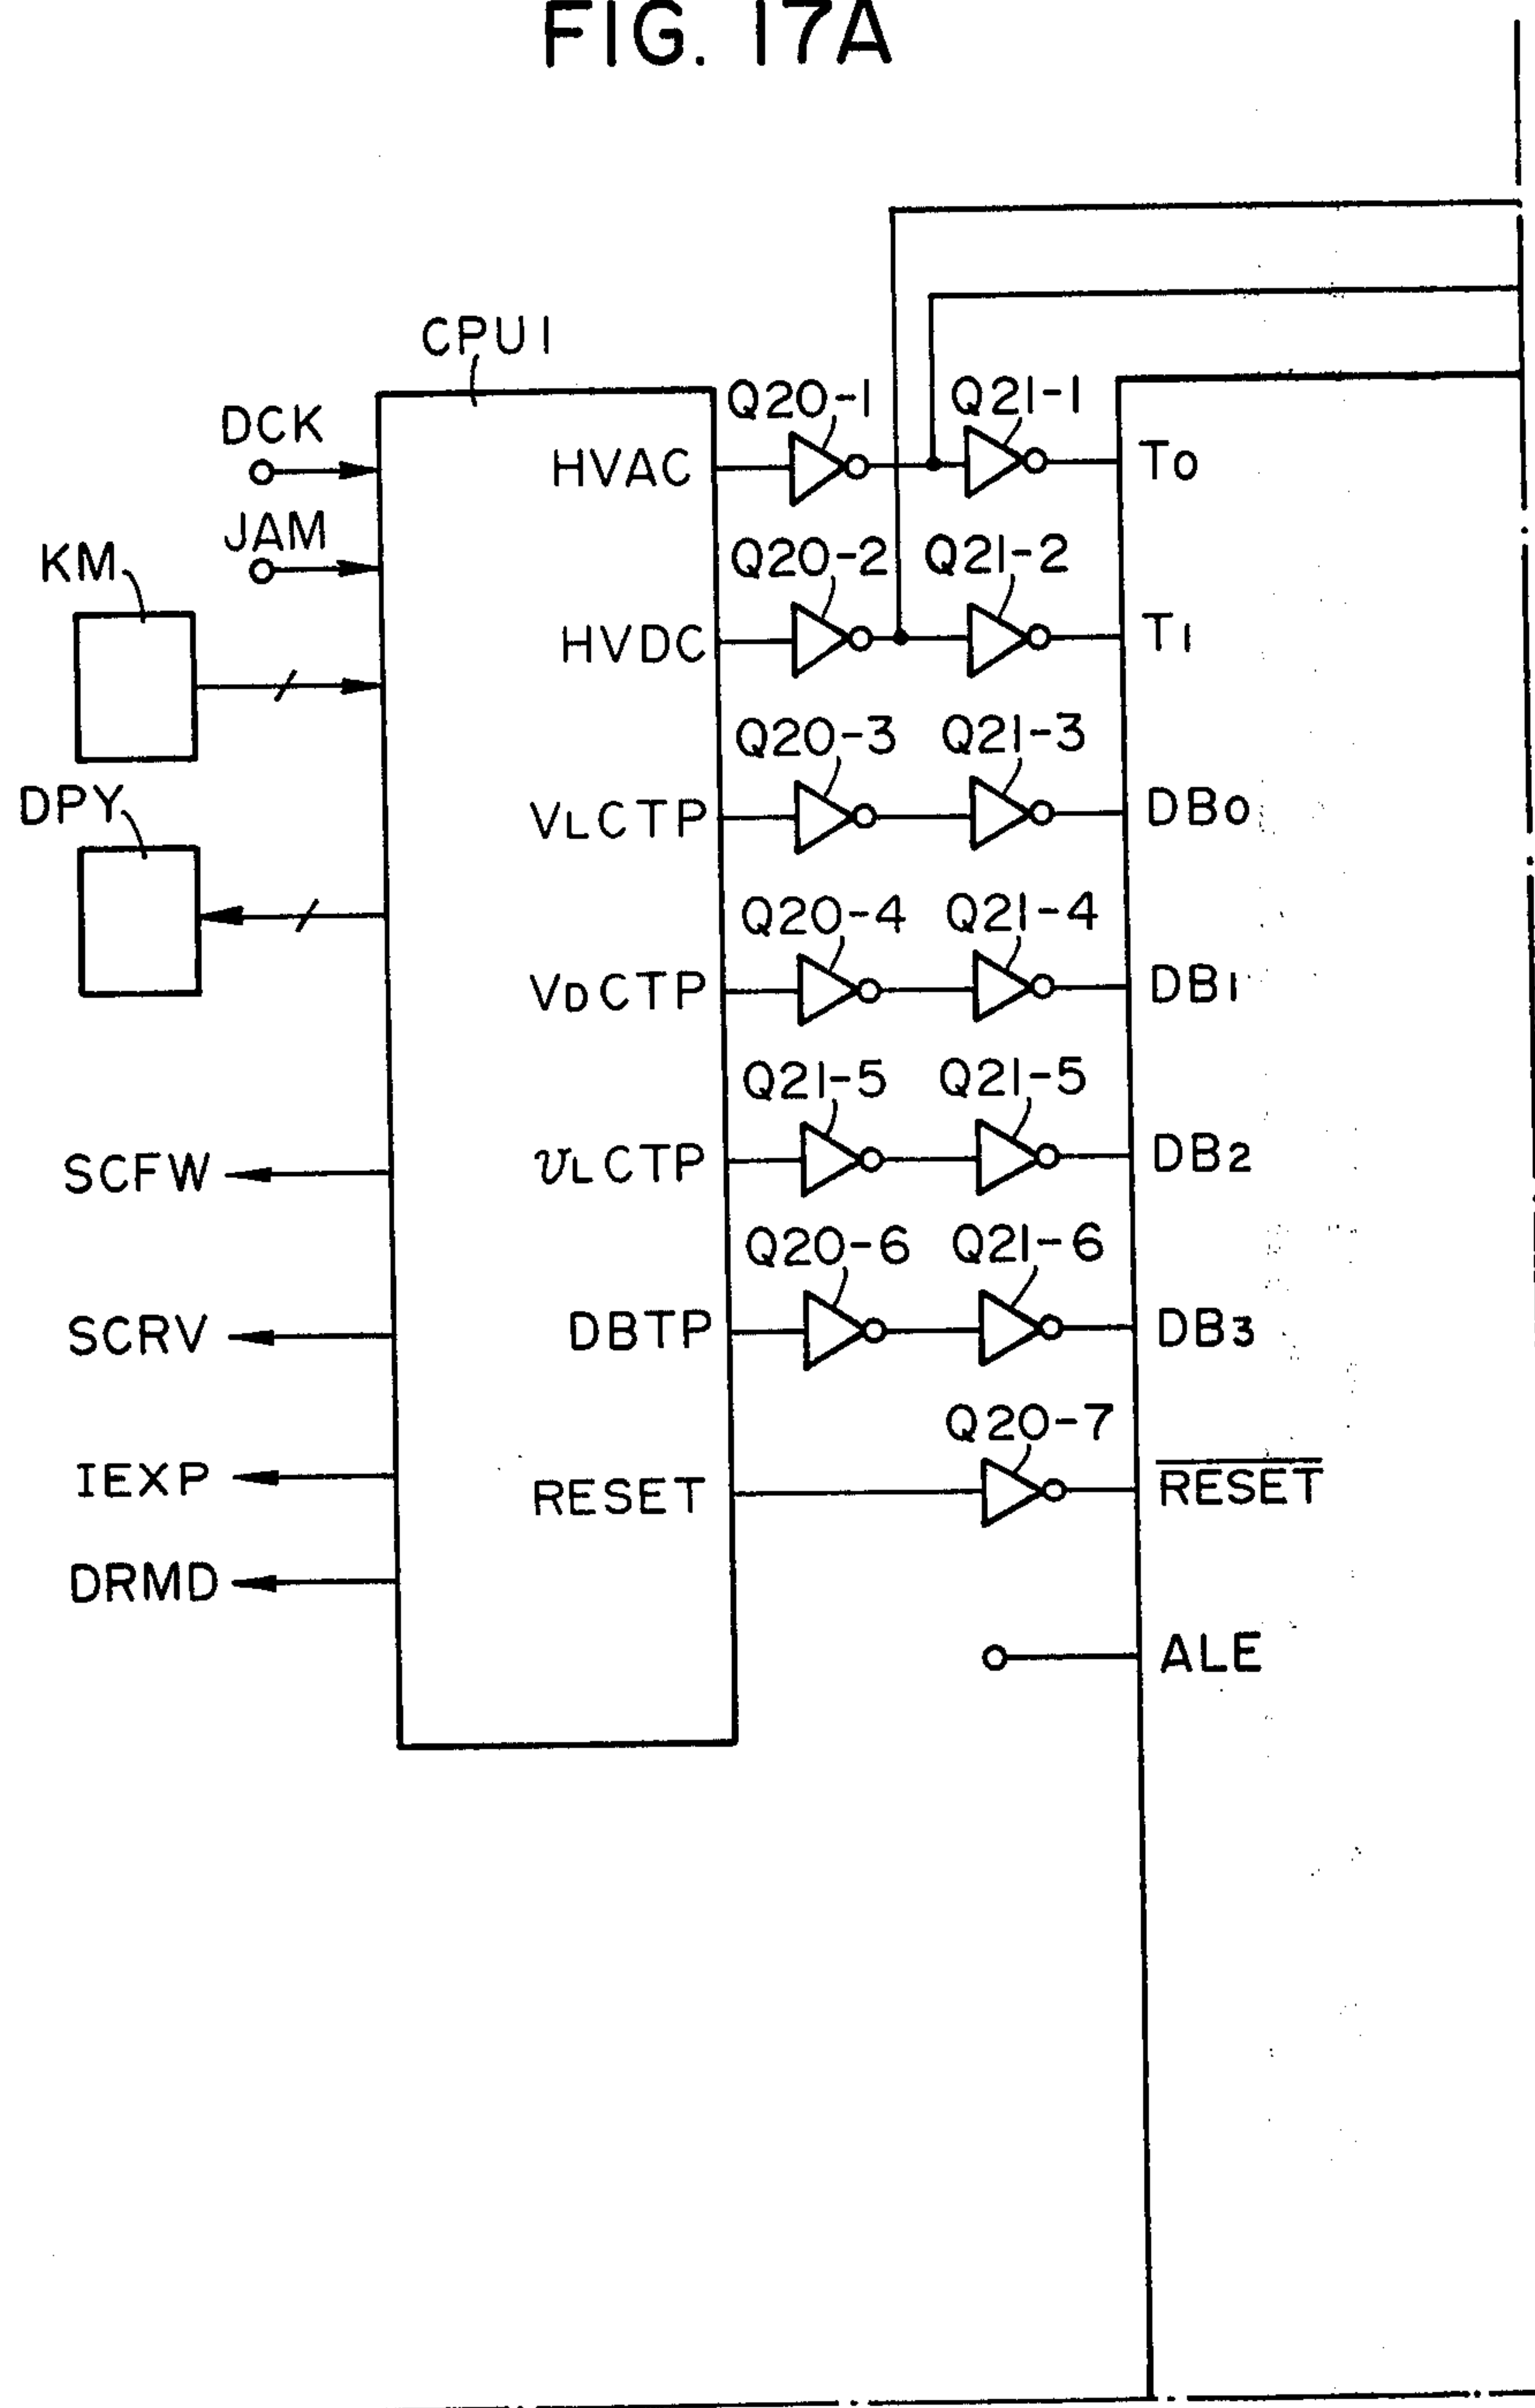 FIG. 17A
CPU1
DCK
JAM
KM
DPY
SCFW
SCRV
IEXP
DRMD
HVAC
Q20-1
Q21-1
T0
HVDC
Q20-2
Q21-2
T1
VLCTP
Q20-3
Q21-3
DB0
VDCTP
Q20-4
Q21-4
DB1
vLCTP
Q21-5
Q21-5
DB2
DBTP
Q20-6
Q21-6
DB3
RESET
Q20-7
RESET
ALE